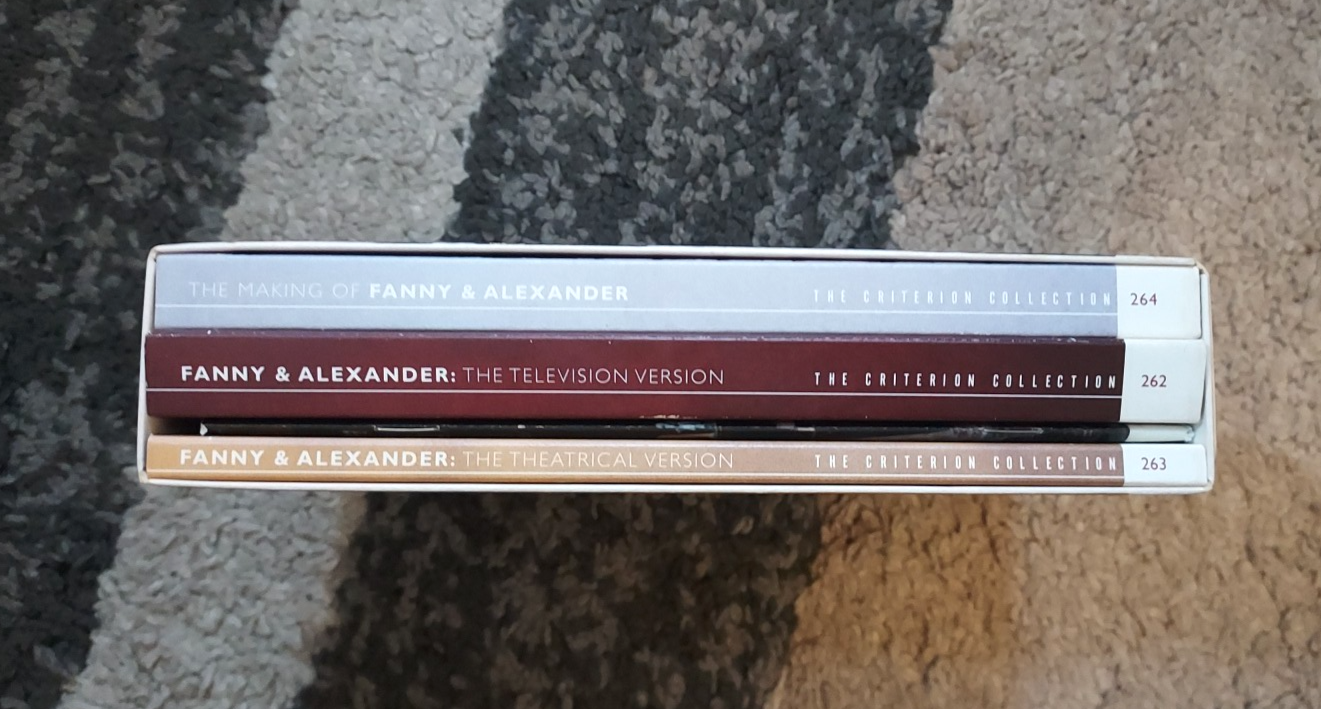 THE MAKING OF FANNY & ALEXANDER THE CRITERION COLLECTION 264
FANNY & ALEXANDER: THE TELEVISION VERSION THE CRITERION COLLECTION 262
FANNY & ALEXANDER: THE THEATRICAL VERSION THE CRITERION COLLECTION 263